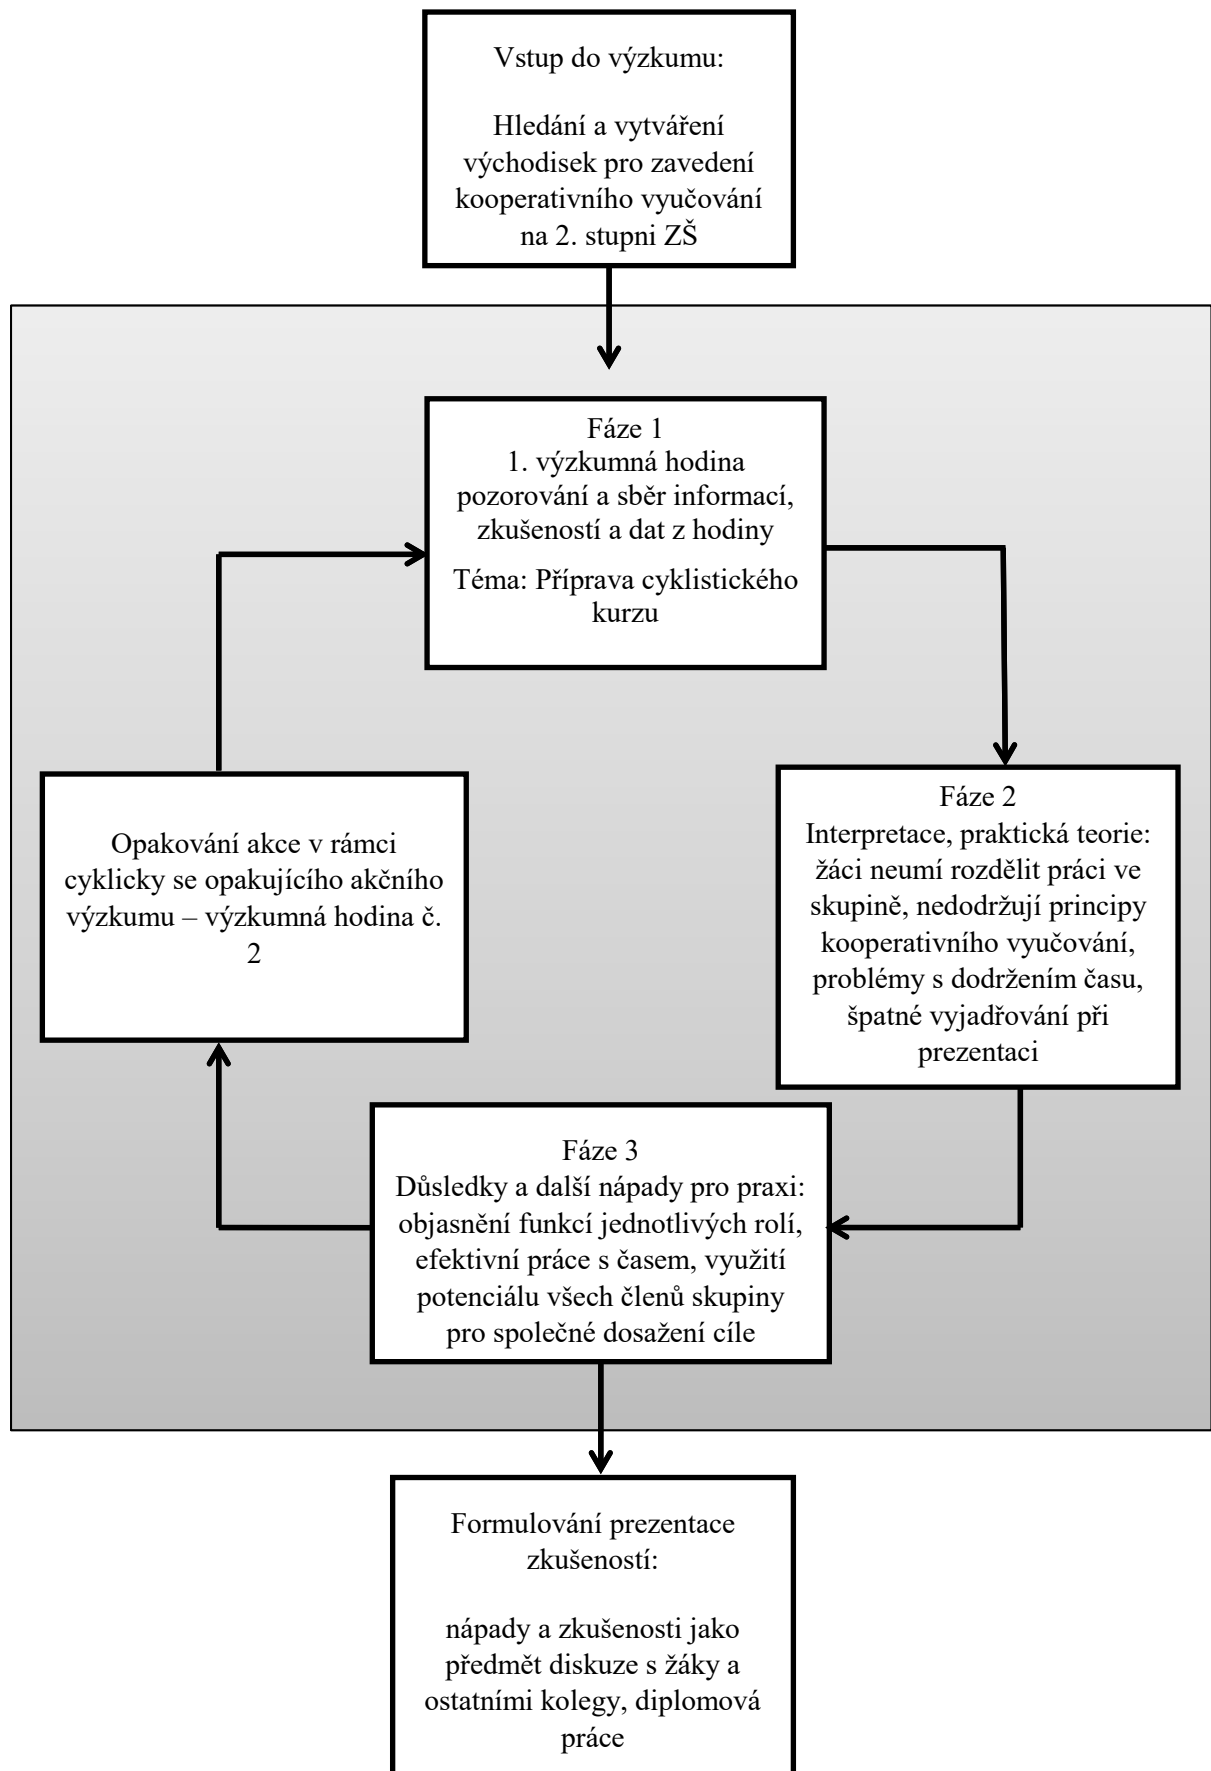 Vstup do výzkumu:
Hledání a vytváření
východisek pro zavedení
kooperativního vyučování
na 2. stupni ZŠ
Fáze 1
1. výzkumná hodina
pozorování a sběr informací,
zkušeností a dat z hodiny
Téma: Příprava cyklistického
kurzu
Fáze 2
Interpretace, praktická teorie:
žáci neumí rozdělit práci ve
skupině, nedodržují principy
kooperativního vyučování,
problémy s dodržením času,
špatné vyjadřování při
prezentaci
Fáze 3
Důsledky a další nápady pro praxi:
objasnění funkcí jednotlivých rolí,
efektivní práce s časem, využití
potenciálu všech členů skupiny
pro společné dosažení cíle
Opakování akce v rámci
cyklicky se opakujícího akčního
výzkumu – výzkumná hodina č.
2
Formulování prezentace
zkušeností:
nápady a zkušenosti jako
předmět diskuze s žáky a
ostatními kolegy, diplomová
práce